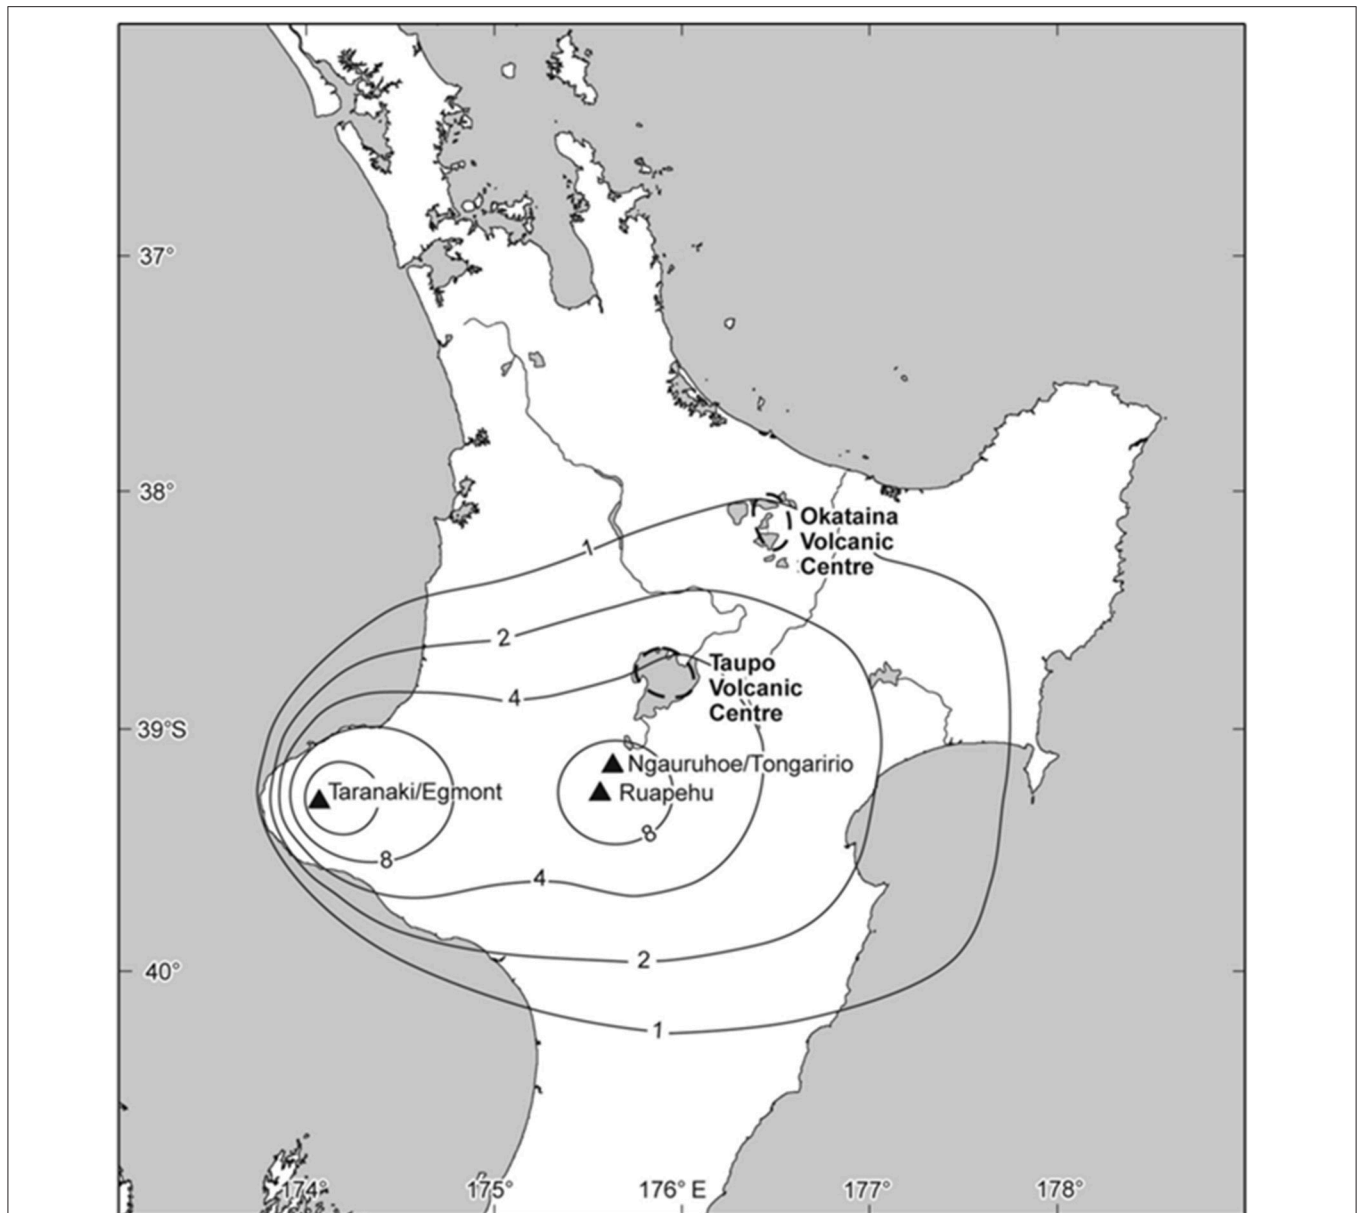 37°
38°
1
Okataina
Volcanic
Centre
2
4
Taupo
Volcanic
Centre
39°S
Ngauruhoe/Tongaririo
Taranaki/Egmont
Ruapehu
8
8
4
2
40°
1
174°
175°
176° E
177°
178°